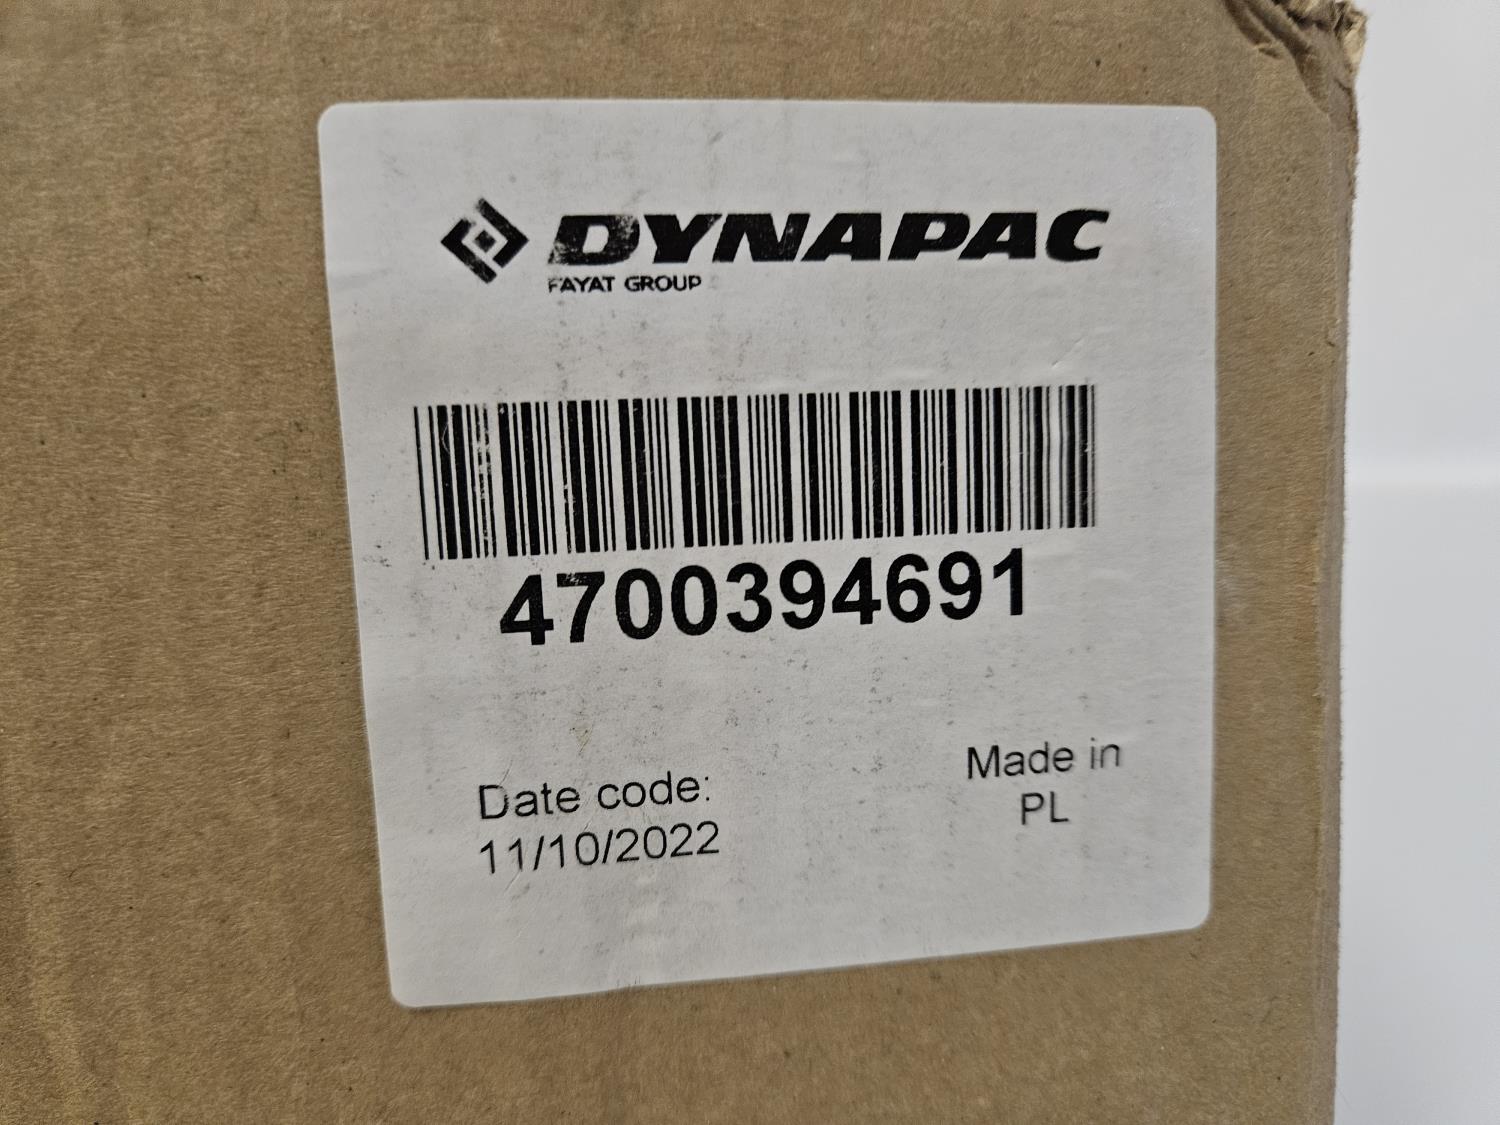 DYNAPAC
FAYAT GROUP
4700394691
Date code:
11/10/2022
Made in
PL